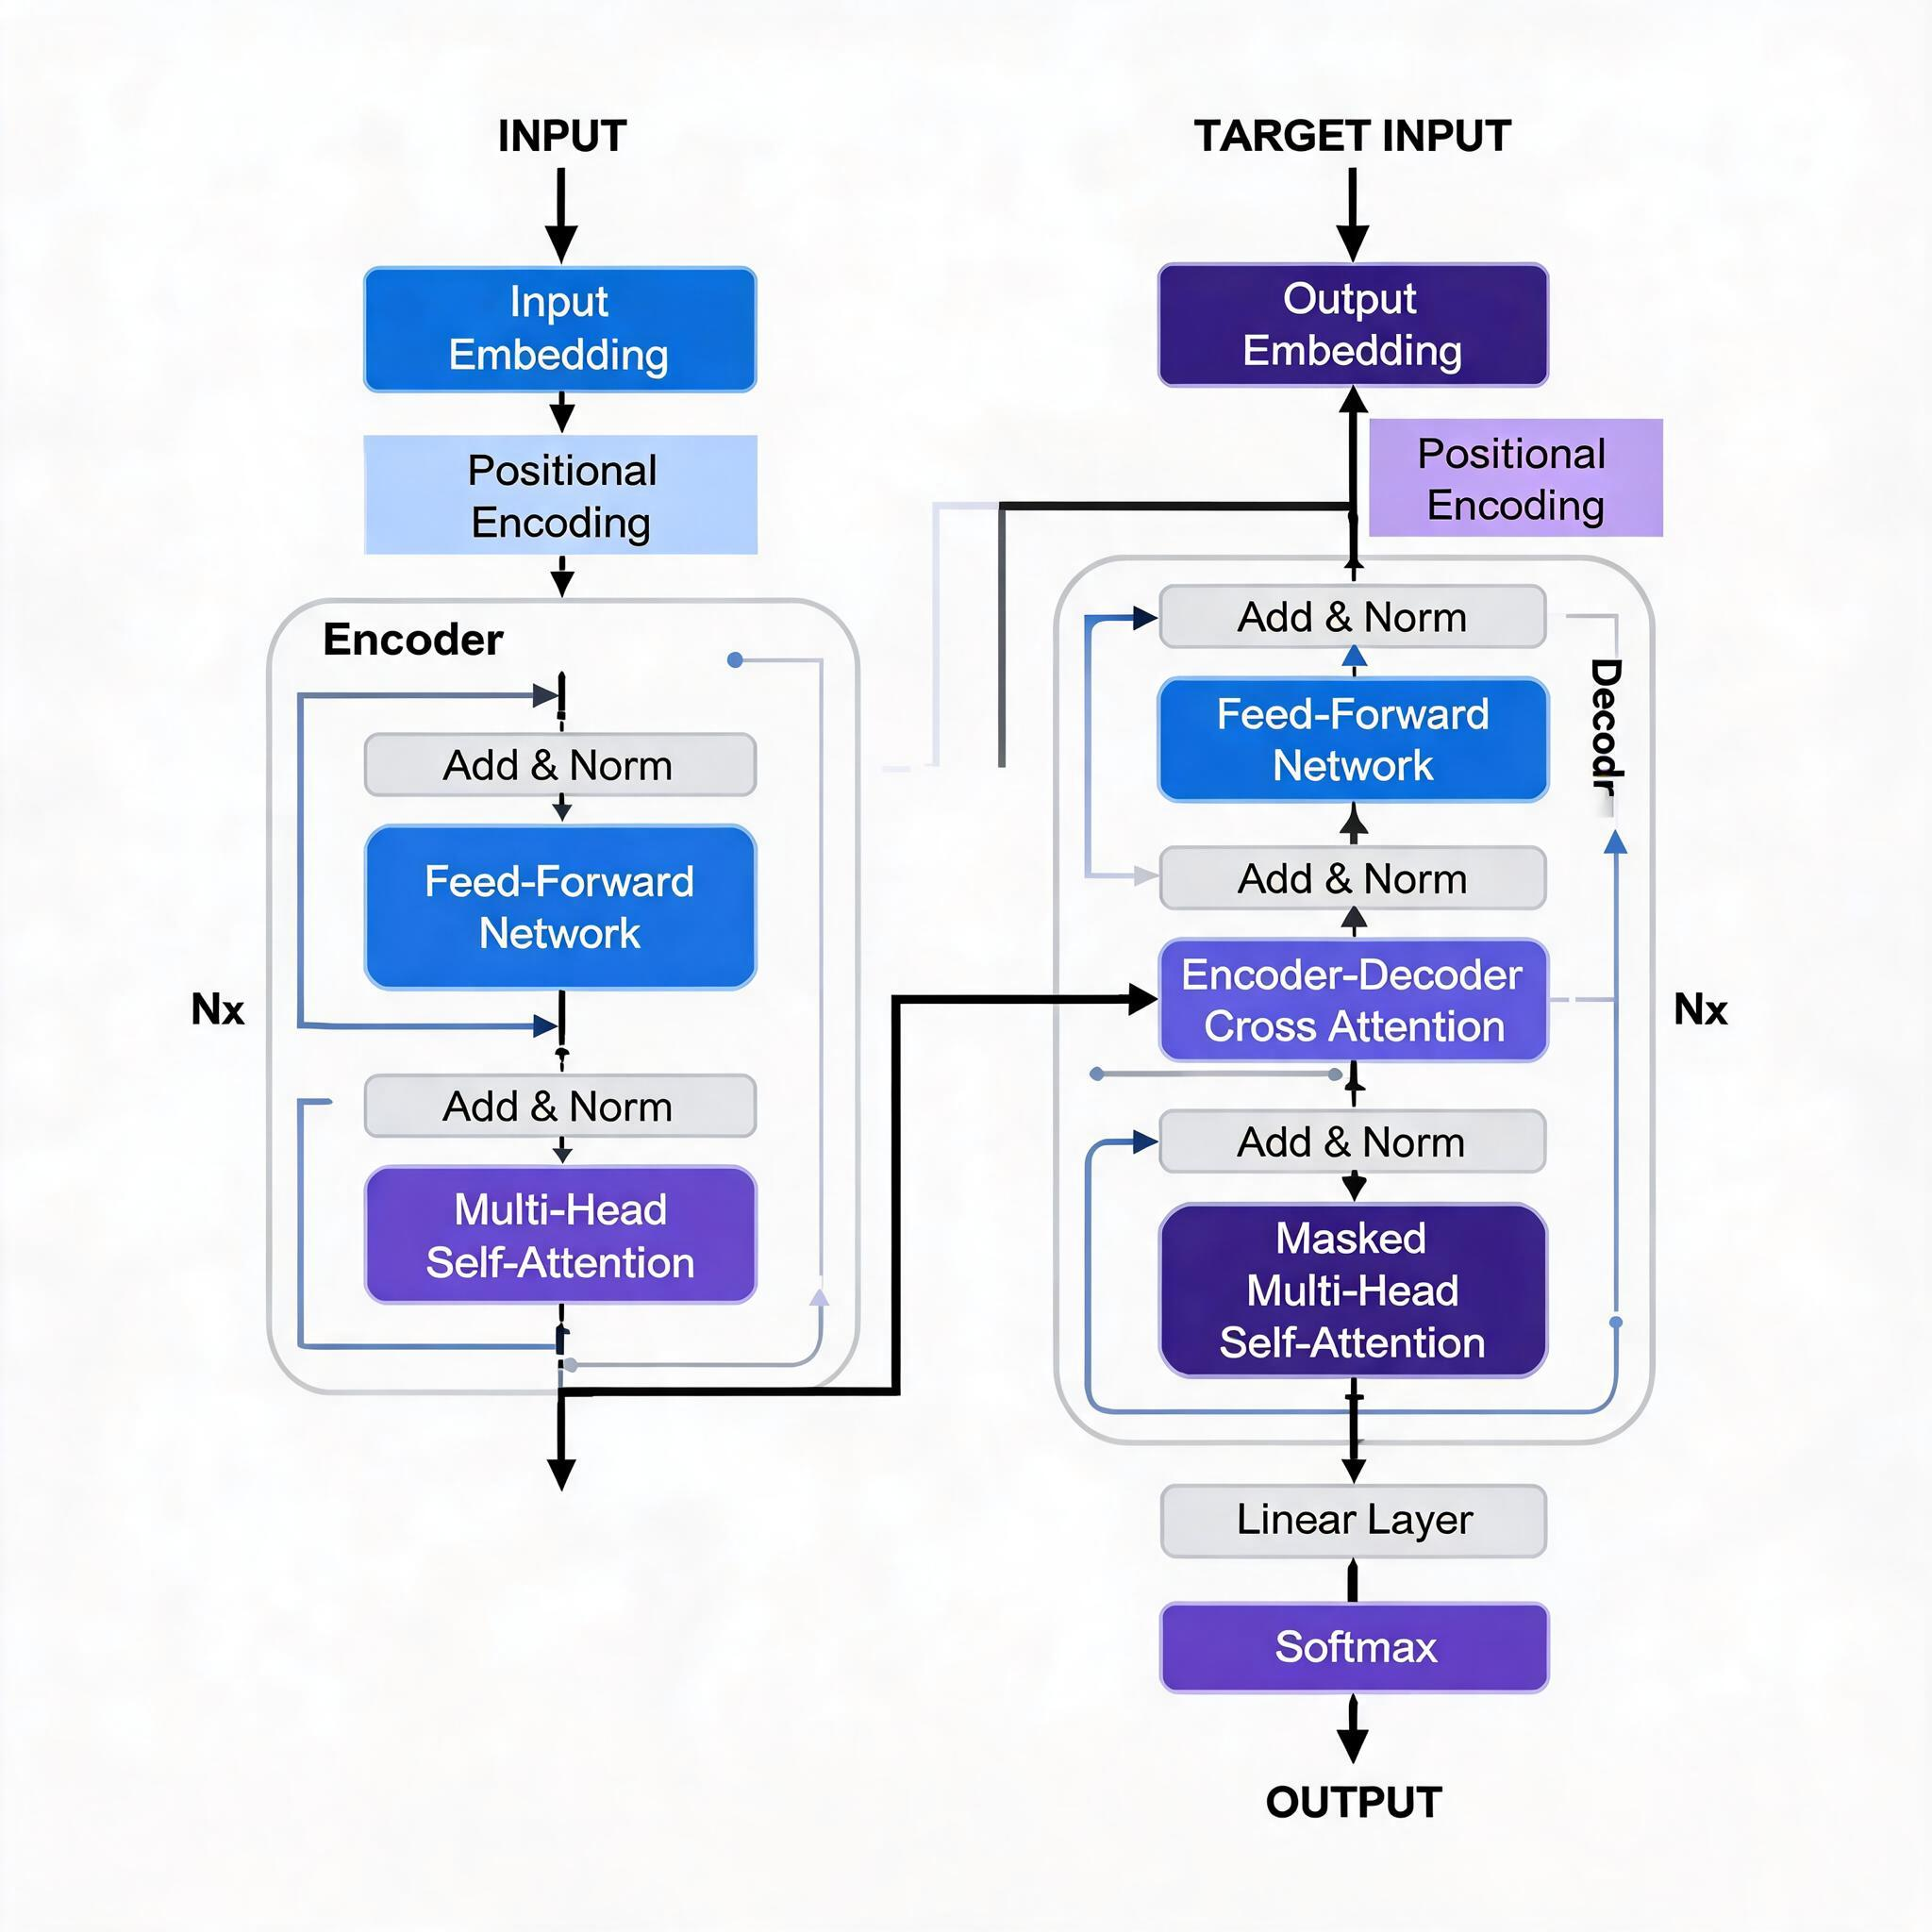 INPUT
Input
Embedding
Positional
Encoding
Encoder
Add & Norm
Feed-Forward
Network
Nx
Add & Norm
Multi-Head
Self-Attention
TARGET INPUT
Output
Embedding
Positional
Encoding
Add & Norm
Decodr
Feed-Forward
Network
Add & Norm
Encoder-Decoder
Cross Attention
Nx
Add & Norm
Masked
Multi-Head
Self-Attention
Linear Layer
Softmax
OUTPUT